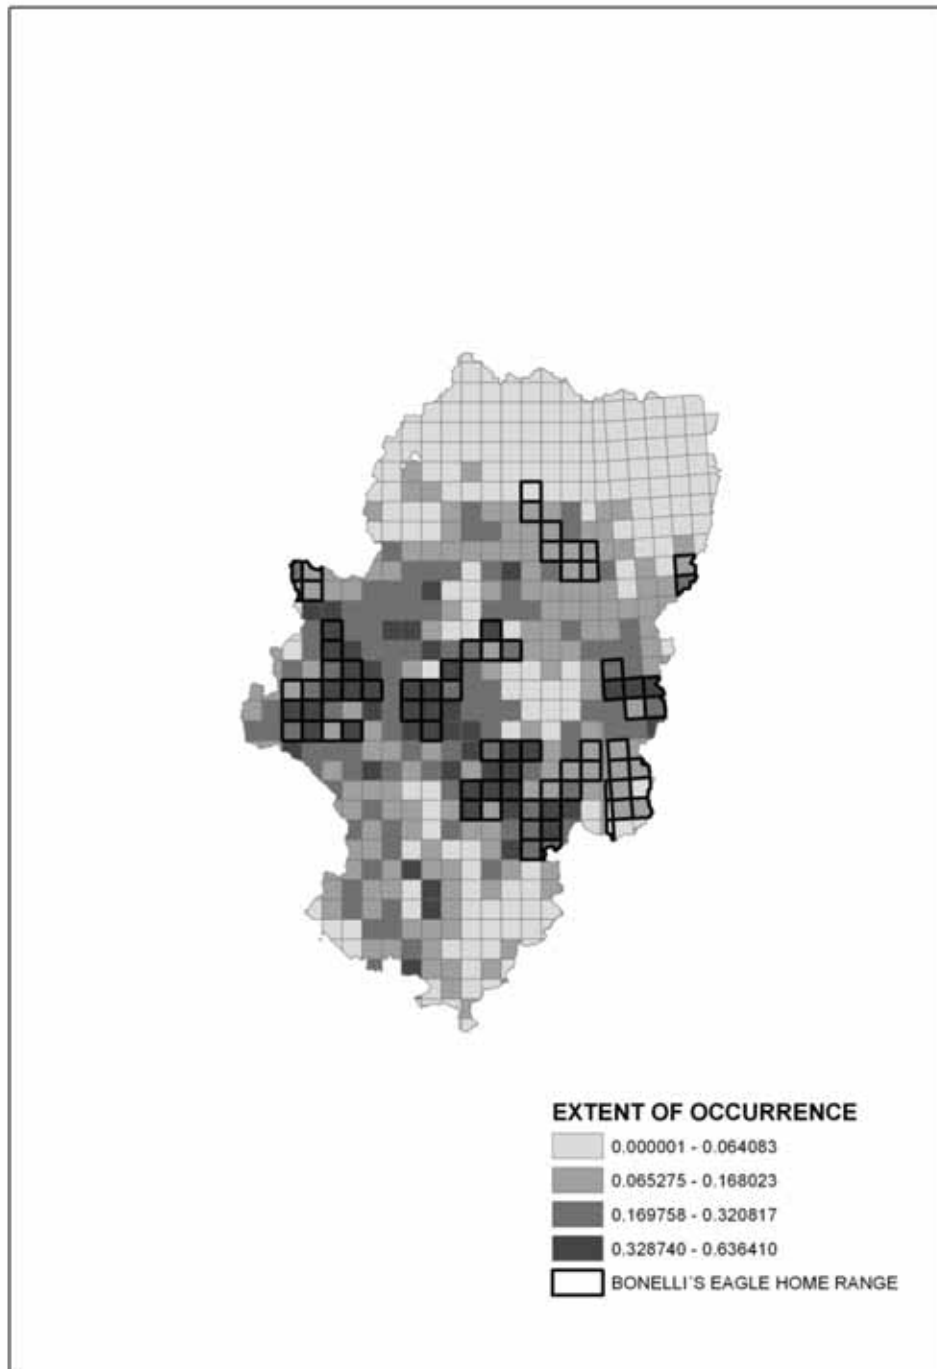 EXTENT OF OCCURRENCE
0.000001 - 0.064083
0.065275 - 0.168023
0.169758 - 0.320817
0.328740 - 0.636410
BONELLI´S EAGLE HOME RANGE